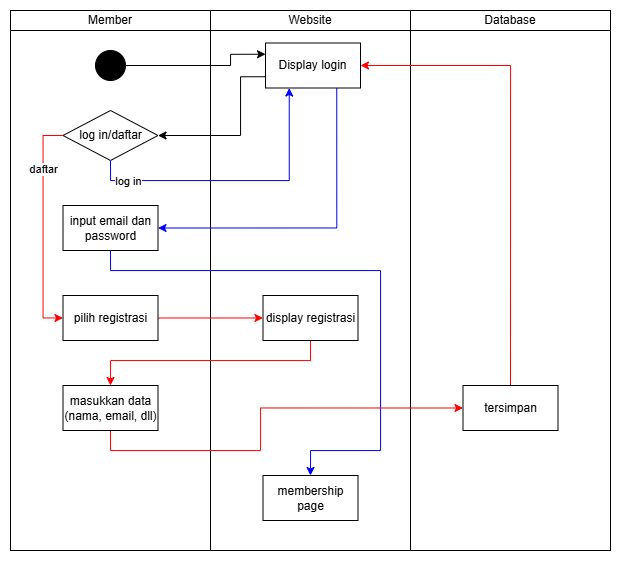 Member
Website
Database
Display login
log in/daftar
daftar
log in
input email dan
password
pilih registrasi
display registrasi
masukkan data
(nama, email, dll)
tersimpan
membership
page